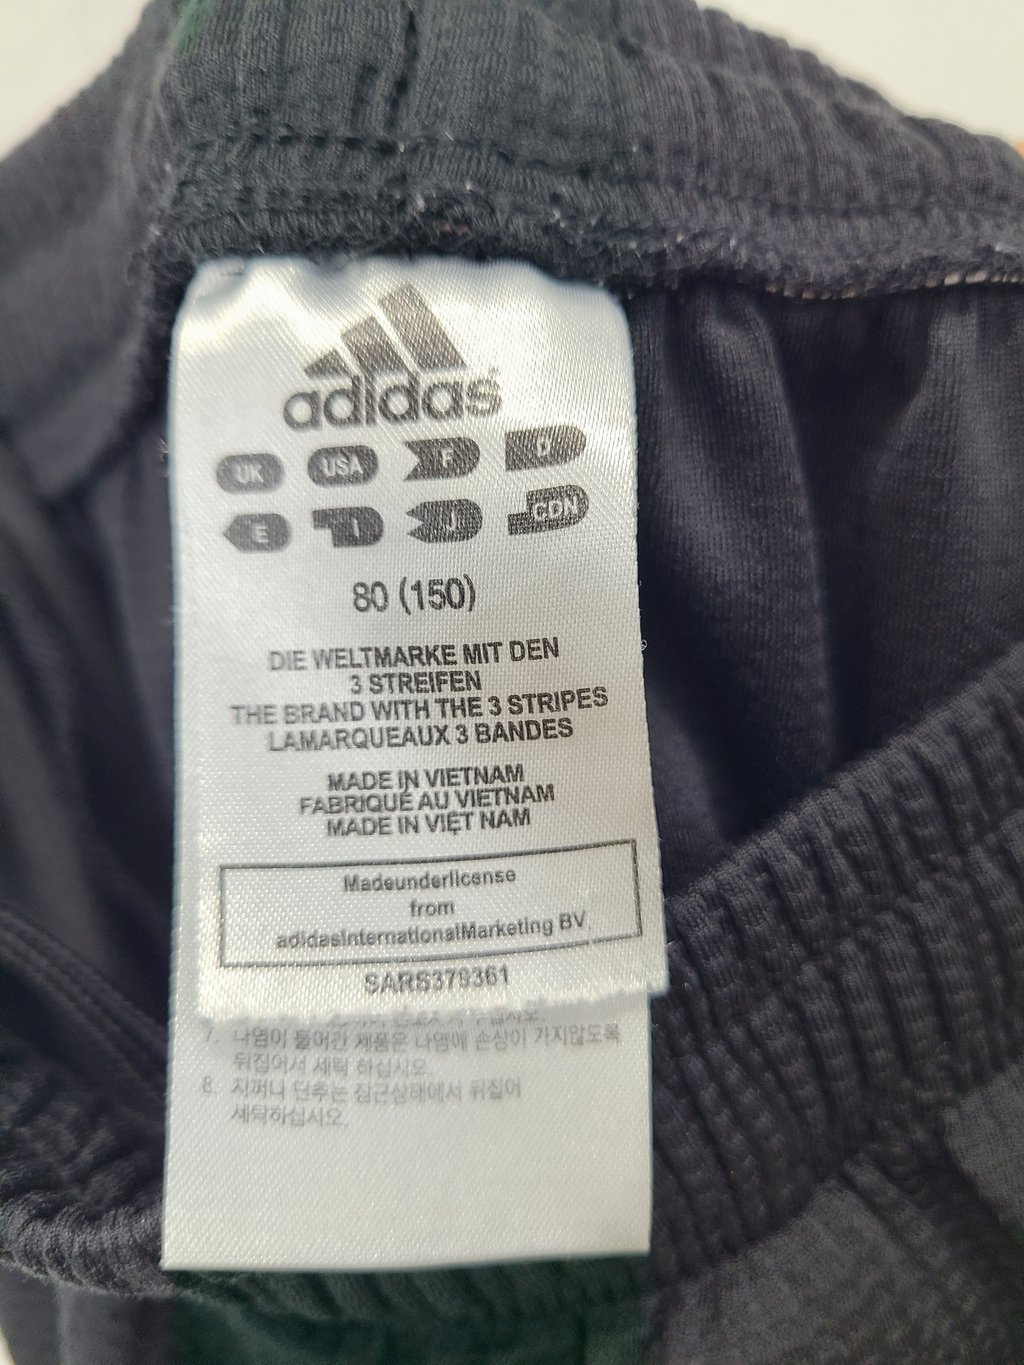 adidas
UK USA F D
E I J CDN
80 (150)
DIE WELTMARKE MIT DEN
3 STREIFEN
THE BRAND WITH THE 3 STRIPES
LAMARQUEAUX 3 BANDES
MADE IN VIETNAM
FABRIQUÉ AU VIETNAM
MADE IN VIỆT NAM
Madeunderlicense
from
adidasInternationalMarketing BV
SARS379361
7. 나염이 들어간 제품은 나염에 손상이 가지않도록
뒤집어서 세탁 하십시오.
8. 지퍼나 단추는 잠근상태에서 뒤집어
세탁하십시오.